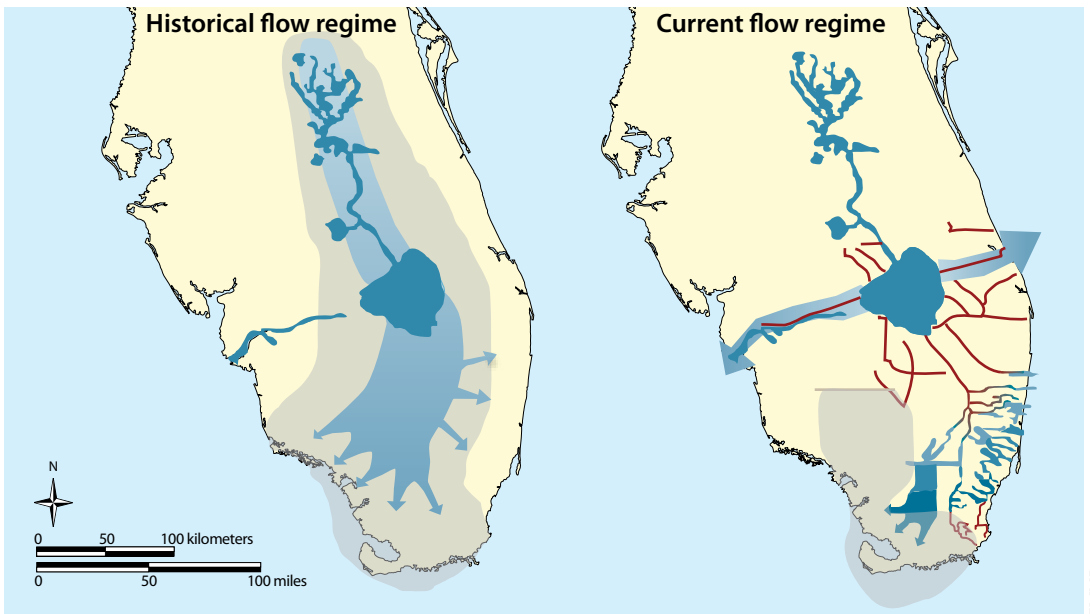 Historical flow regime
Current flow regime
N
0 50 100 kilometers
0 50 100 miles